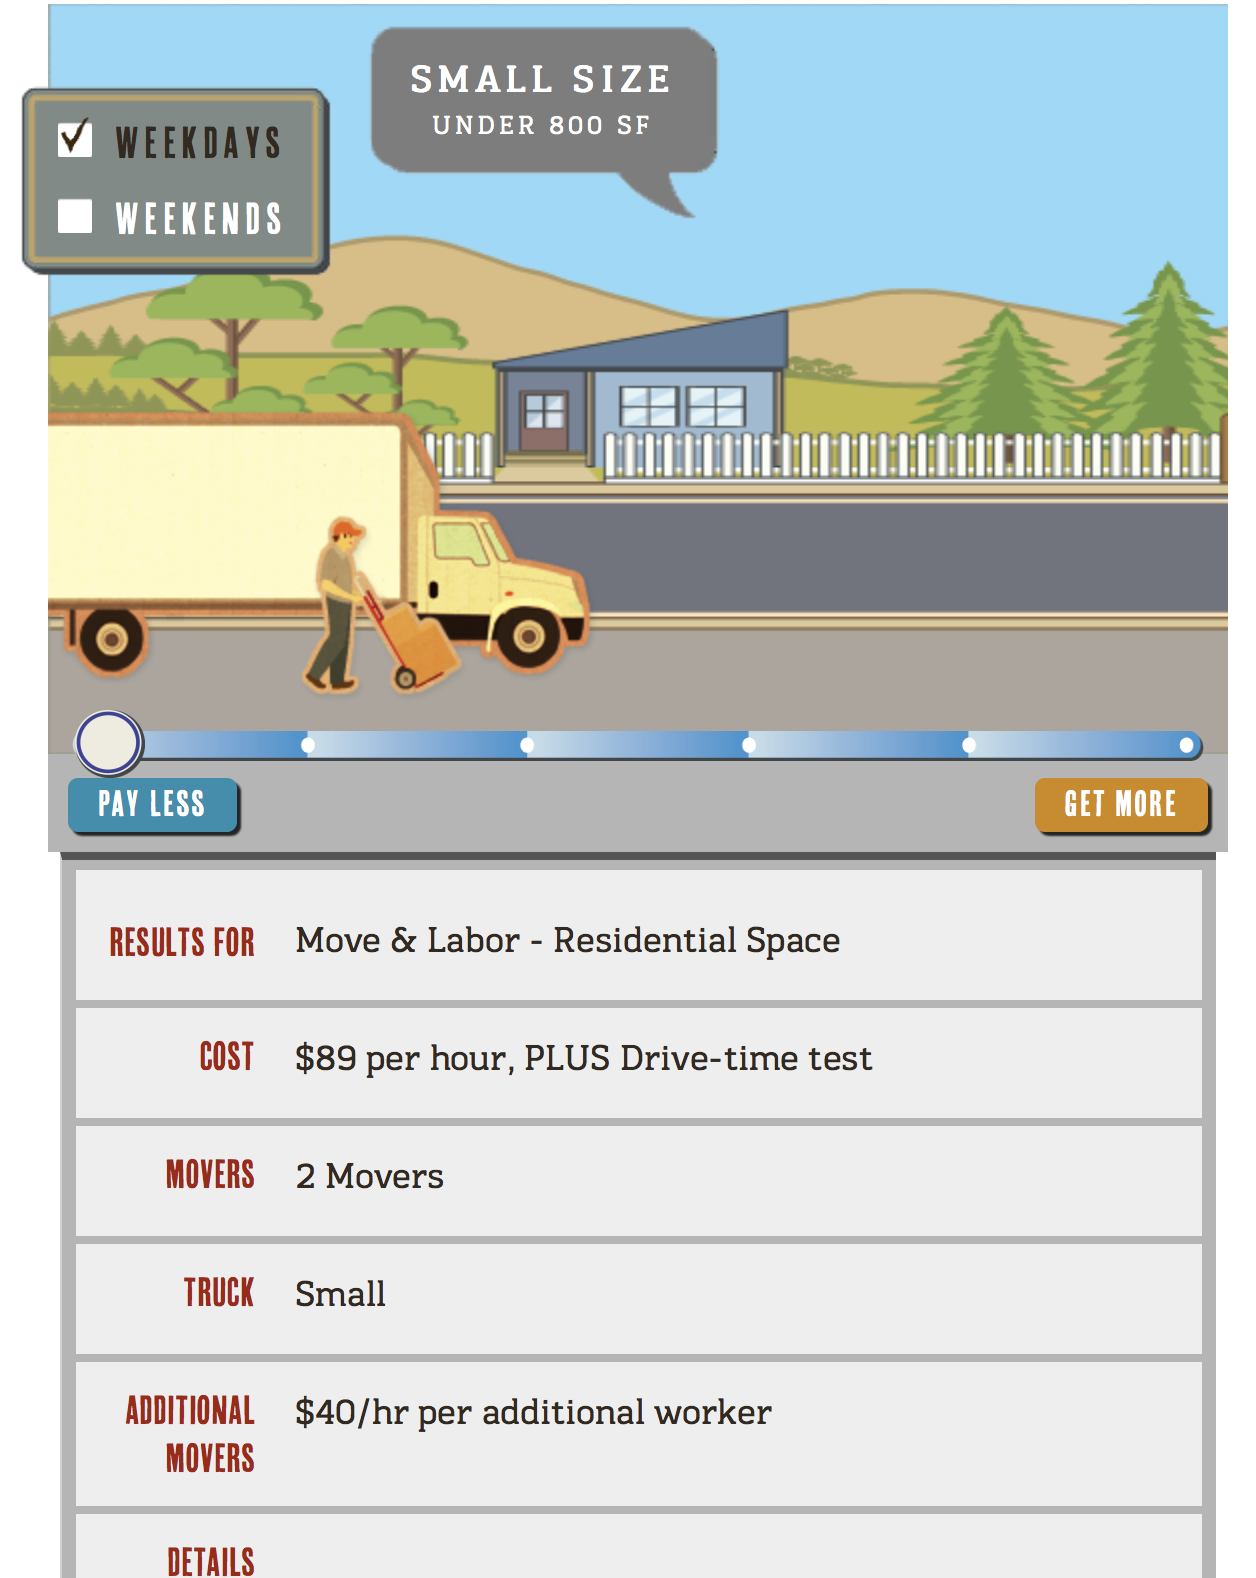 SMALL SIZE
UNDER 800 SF
WEEKDAYS
WEEKENDS
PAY LESS
GET MORE
RESULTS FOR Move & Labor - Residential Space
COST $89 per hour, PLUS Drive-time test
MOVERS 2 Movers
TRUCK Small
ADDITIONAL MOVERS $40/hr per additional worker
DETAILS